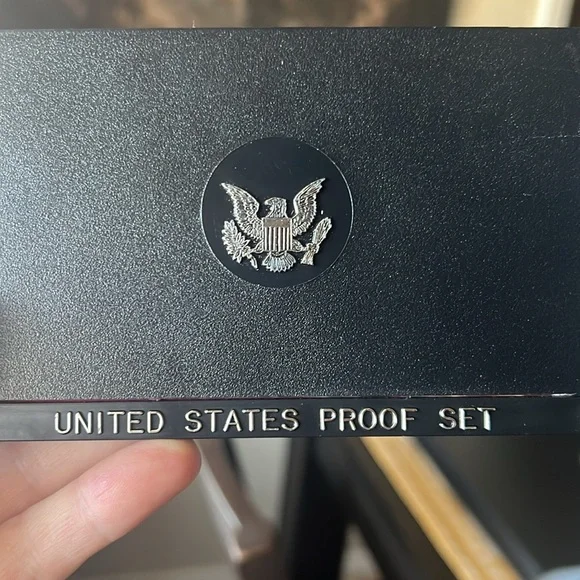 UNITED STATES PROOF SET